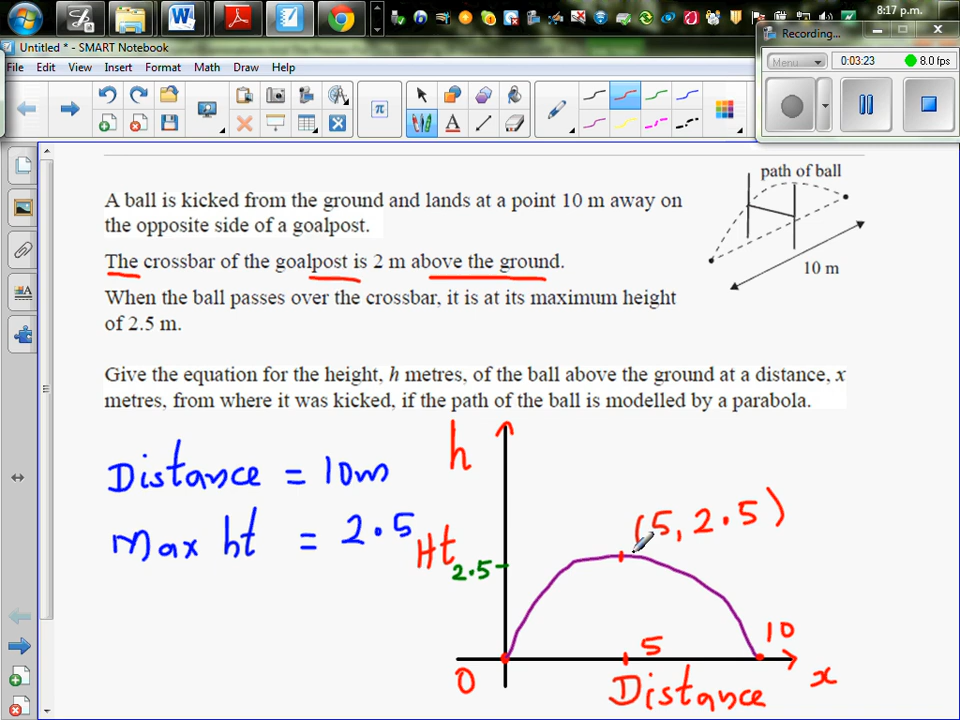 8:17 p.m.
Untitled * - SMART Notebook
Recording...
File Edit View Insert Format Math Draw Help
Menu
00:03:23
8.0 fps
path of ball
A ball is kicked from the ground and lands at a point 10 m away on
the opposite side of a goalpost.
The crossbar of the goalpost is 2 m above the ground.
10 m
When the ball passes over the crossbar, it is at its maximum height
of 2.5 m.
Give the equation for the height, h metres, of the ball above the ground at a distance, x
metres, from where it was kicked, if the path of the ball is modelled by a parabola.
h
Distance = 10m
(5, 2.5)
Max ht = 2.5
Ht
2.5
10
5
0
Distance
x